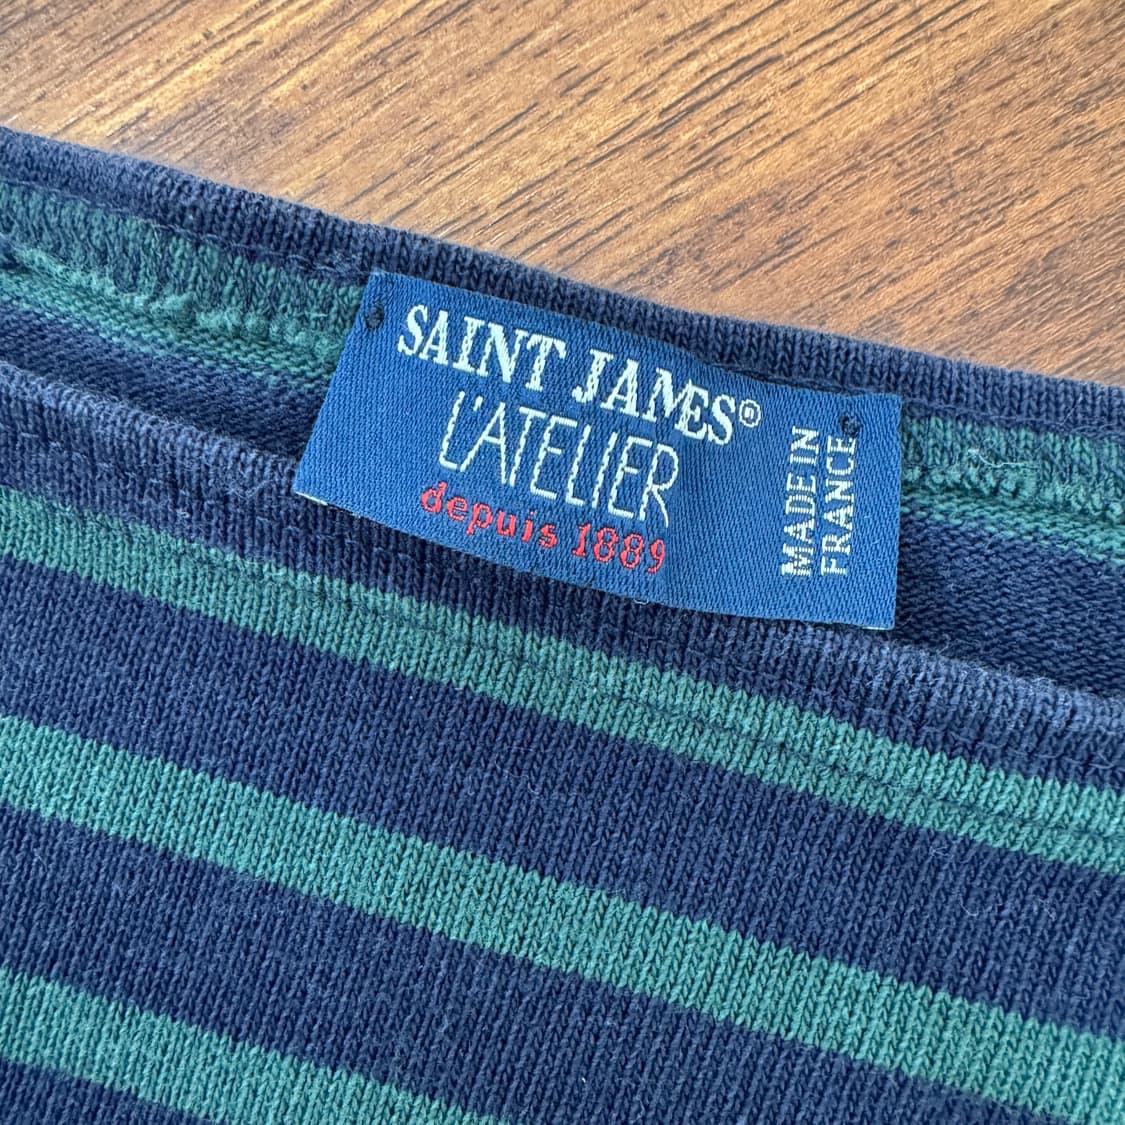 SAINT JAMES®
L'ATELIER
depuis 1889
MADE IN
FRANCE